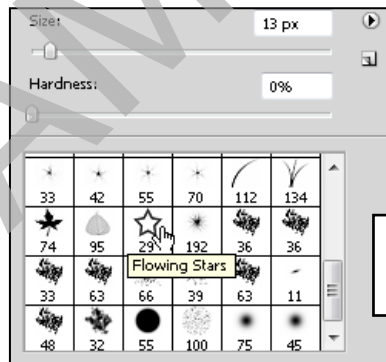 Size:
13 px
Hardness:
0%
33 42 55 70 112 134
74 95 29 192 36 36
Flowing Stars
33 63 66 39 63 11
48 32 55 100 75 45